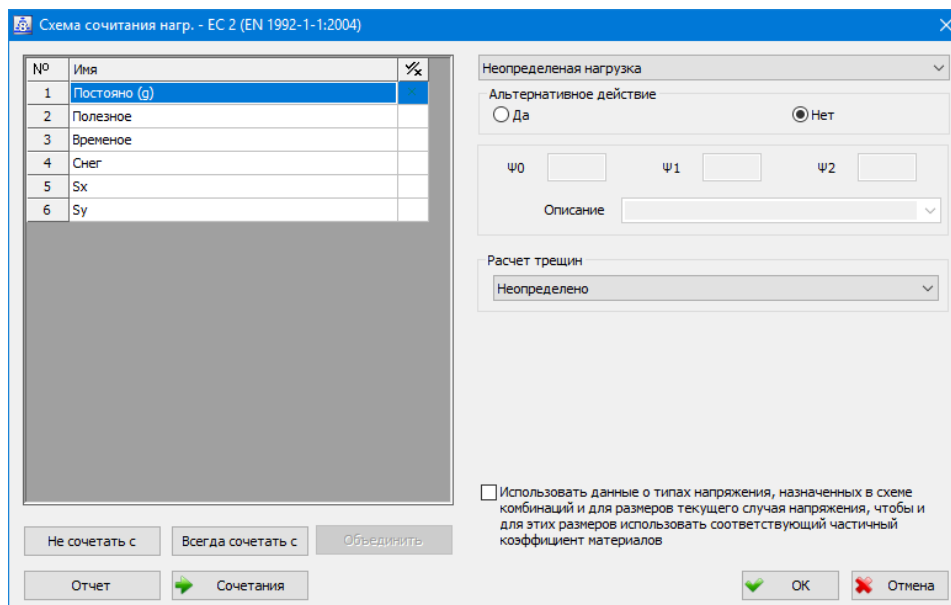 Схема сочитания нагр. - EC 2 (EN 1992-1-1:2004)
Nº Имя
1 Постояно (g)
2 Полезное
3 Временое
4 Снег
5 Sx
6 Sy
Не сочетать с
Всегда сочетать с
Объединить
Отчет
Сочетания
Неопределеная нагрузка
Альтернативное действие
Да
Нет
Ψ0
Ψ1
Ψ2
Описание
Расчет трещин
Неопределено
Использовать данные о типах напряжения, назначенных в схеме
комбинаций и для размеров текущего случая напряжения, чтобы и
для этих размеров использовать соответствующий частичный
коэффициент материалов
OK
Отмена